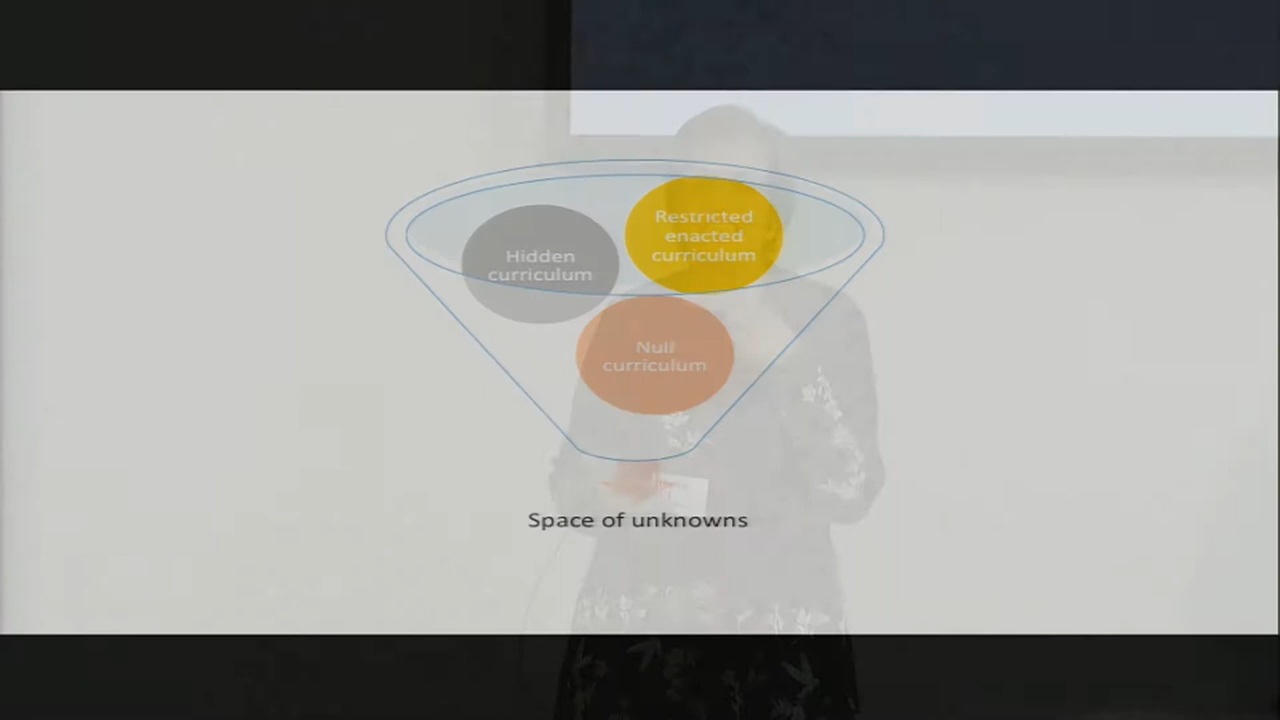 Restricted
enacted
curriculum
Hidden
curriculum
Null
curriculum
Space of unknowns